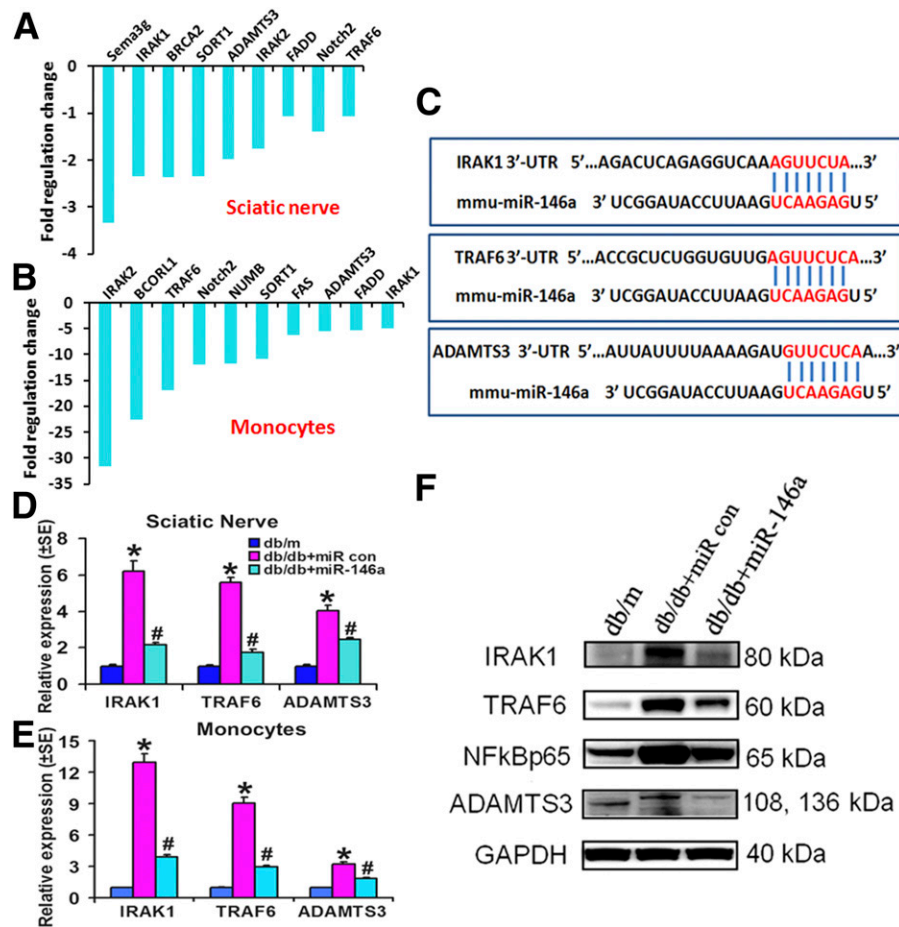 A
Sema3g
IRAK1
BRCA2
SORT1
ADAMTS3
IRAK2
FADD
Notch2
TRAF6
Fold regulation change
0
-1
-2
-3
-4
Sciatic nerve
B
IRAK2
BCORL1
TRAF6
Notch2
NUMB
SORT1
FAS
ADAMTS3
FADD
IRAK1
Fold regulation change
0
-5
-10
-15
-20
-25
-30
-35
Monocytes
C
IRAK1 3’-UTR 5’...AGACUCAGAGGUCAAAGUUCUA...3’
mmu-miR-146a 3’ UCGGAUACCUUAAGUCAAGAGU 5’
TRAF6 3’-UTR 5’...ACCGCUCUGGUGUUGAGUUCUCA ...3’
mmu-miR-146a 3’ UCGGAUACCUUAAGUCAAGAGU 5’
ADAMTS3 3’-UTR 5’...AUUAUUUUAAAAGAUGUUCUCAA...3’
mmu-miR-146a 3’ UCGGAUACCUUAAGUCAAGAGU 5’
D
Sciatic Nerve
db/m
db/db+miR con
db/db+miR-146a
Relative expression (±SE)
8
6
4
2
0
* # * # * #
IRAK1 TRAF6 ADAMTS3
E
Monocytes
Relative expression (±SE)
15
12
9
6
3
0
* # * # * #
IRAK1 TRAF6 ADAMTS3
F
db/m
db/db+miR con
db/db+miR-146a
IRAK1 80 kDa
TRAF6 60 kDa
NFkBp65 65 kDa
ADAMTS3 108, 136 kDa
GAPDH 40 kDa